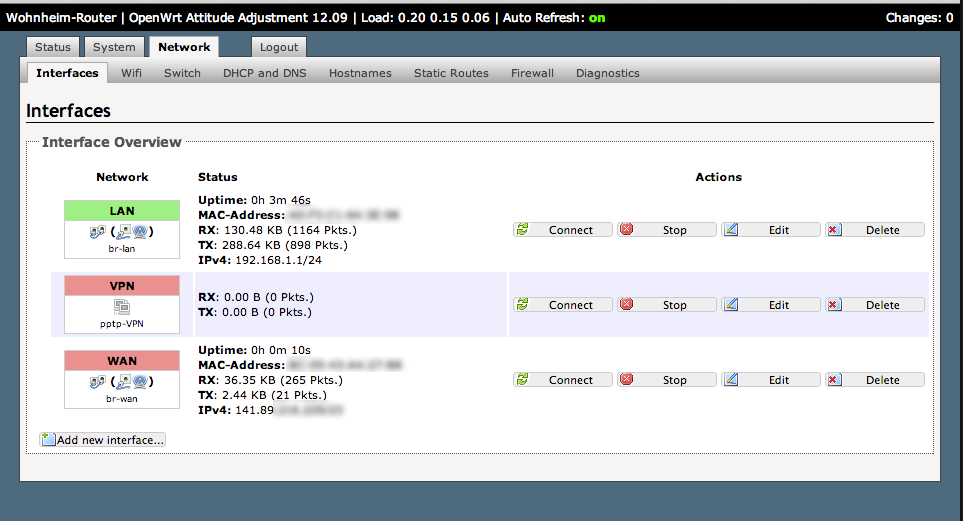 Wohnheim-Router | OpenWrt Attitude Adjustment 12.09 | Load: 0.20 0.15 0.06 | Auto Refresh: on Changes: 0
Status System Network Logout
Interfaces Wifi Switch DHCP and DNS Hostnames Static Routes Firewall Diagnostics
Interfaces
Interface Overview
Network Status Actions
LAN
br-lan
Uptime: 0h 3m 46s
MAC-Address:
RX: 130.48 KB (1164 Pkts.)
TX: 288.64 KB (898 Pkts.)
IPv4: 192.168.1.1/24
Connect Stop Edit Delete
VPN
pptp-VPN
RX: 0.00 B (0 Pkts.)
TX: 0.00 B (0 Pkts.)
Connect Stop Edit Delete
WAN
br-wan
Uptime: 0h 0m 10s
MAC-Address:
RX: 36.35 KB (265 Pkts.)
TX: 2.44 KB (21 Pkts.)
IPv4: 141.89
Connect Stop Edit Delete
Add new interface...